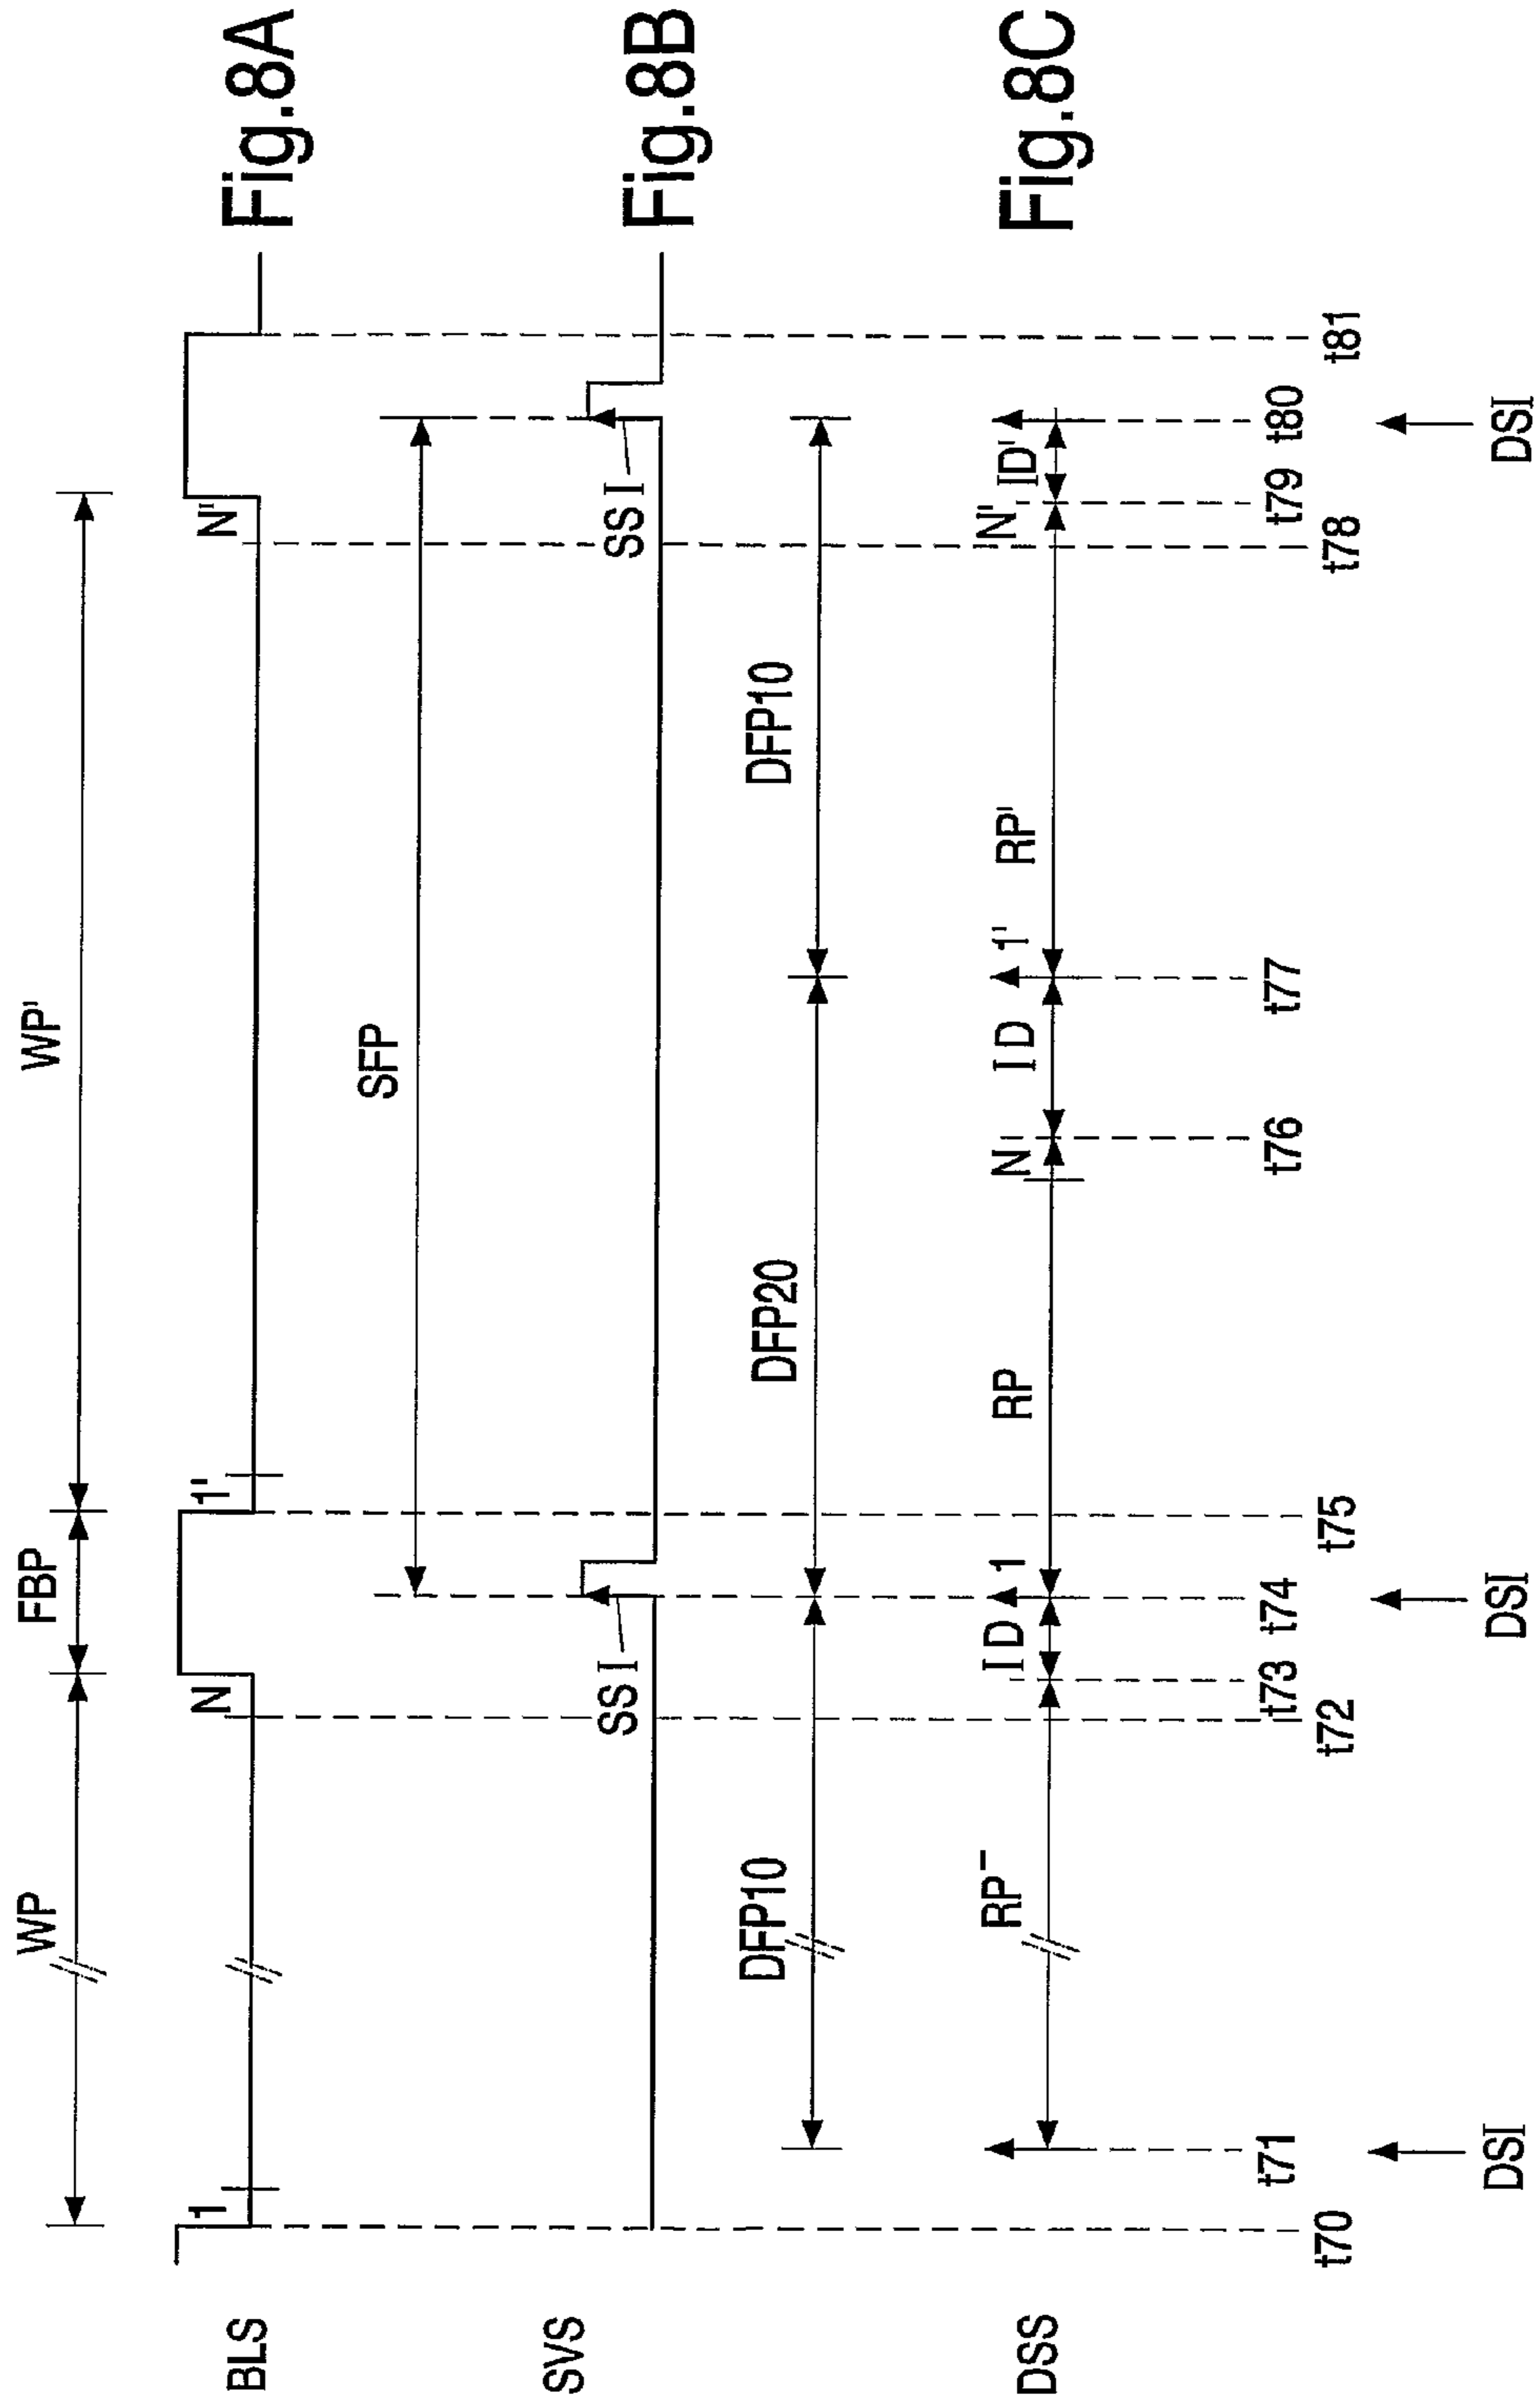 WP FBP WP'
BLS 1 N 1' N' Fig.8A
SFP
SVS SSI SSI Fig.8B
DFP10 DFP20 DFP10
DSS RP¯ ID 1 RP N ID 1' RP' N' ID' Fig.8C
t71 t73 t74 t76 t77 t79 t80
t70 t72 t75 t78 t81
DSI DSI DSI